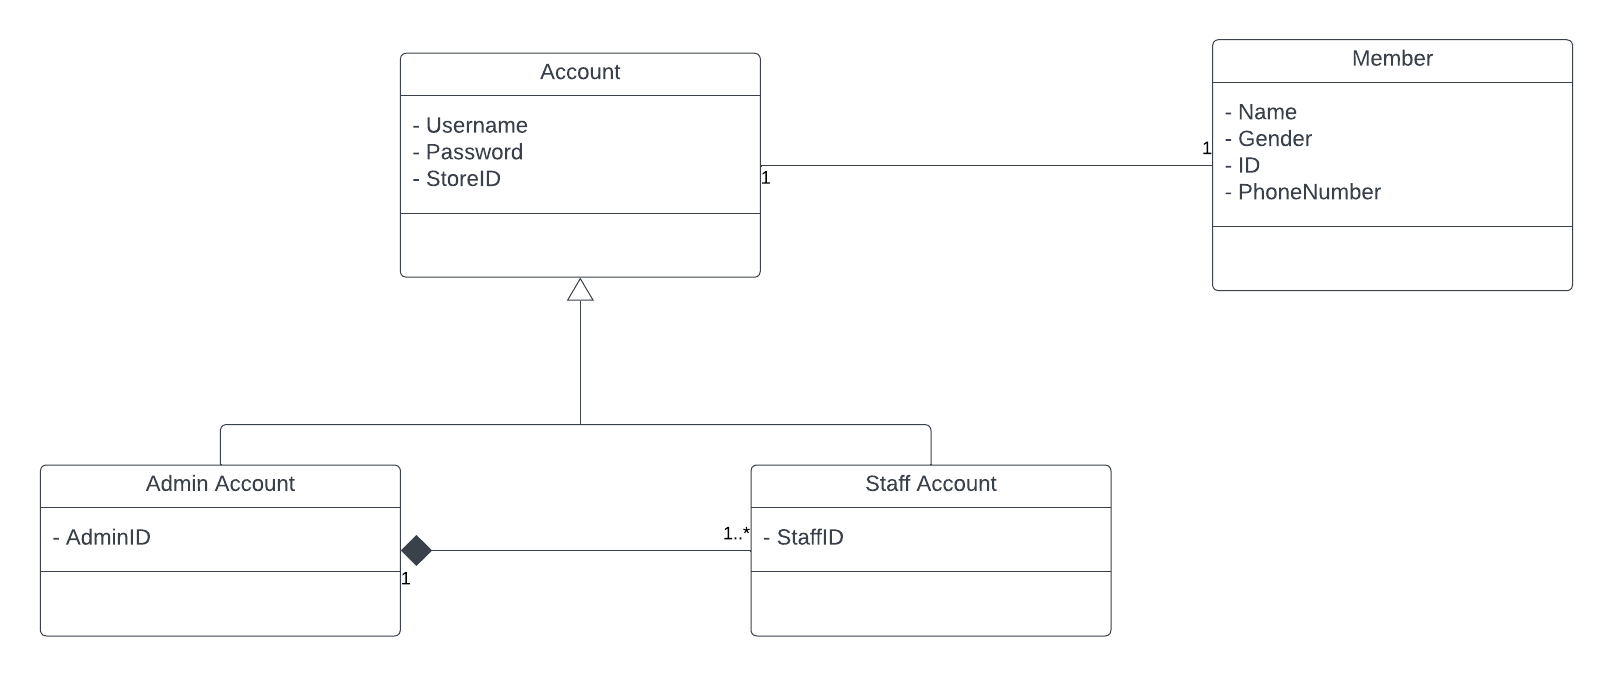 Account
- Username
- Password
- StoreID
1
Member
- Name
- Gender
- ID
- PhoneNumber
1
Admin Account
- AdminID
1
1..*
Staff Account
- StaffID